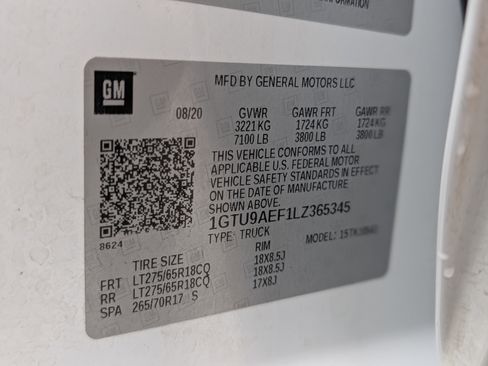 FORMATION
GM
MFD BY GENERAL MOTORS LLC
08/20 GVWR GAWR FRT GAWR RR
3221 KG 1724 KG 1724 KG
7100 LB 3800 LB 3800 LB
THIS VEHICLE CONFORMS TO ALL
APPLICABLE U.S. FEDERAL MOTOR
VEHICLE SAFETY STANDARDS IN EFFECT
ON THE DATE OF MANUFACTURE
SHOWN ABOVE.
8624
1GTU9AEF1LZ365345
TYPE: TRUCK MODEL:
TIRE SIZE RIM
FRT LT275/65R18CQ 18X8.5J
RR LT275/65R18CQ 18X8.5J
SPA 265/70R17 S 17X8J